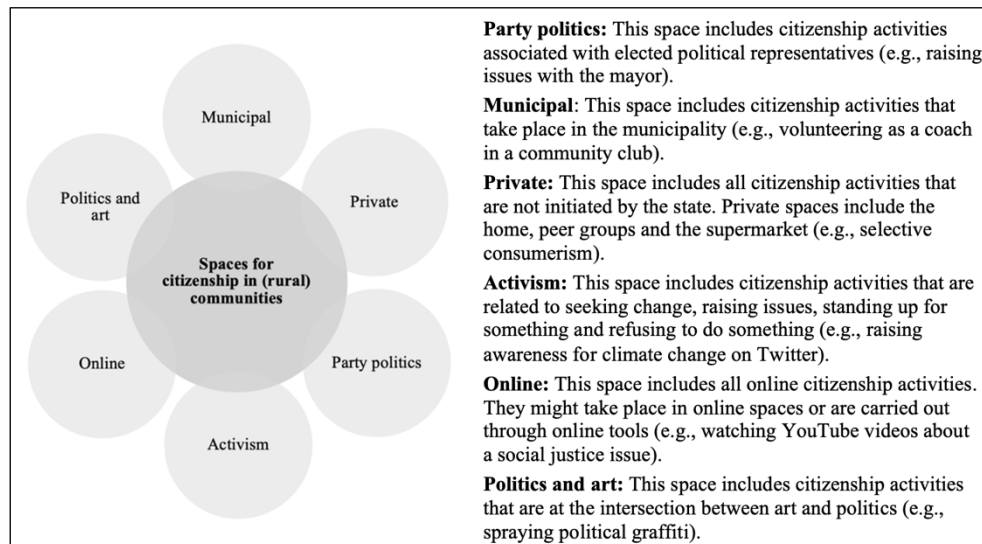 Municipal
Politics and
art
Private
Spaces for
citizenship in (rural)
communities
Online
Party politics
Activism
Party politics: This space includes citizenship activities
associated with elected political representatives (e.g., raising
issues with the mayor).
Municipal: This space includes citizenship activities that
take place in the municipality (e.g., volunteering as a coach
in a community club).
Private: This space includes all citizenship activities that
are not initiated by the state. Private spaces include the
home, peer groups and the supermarket (e.g., selective
consumerism).
Activism: This space includes citizenship activities that are
related to seeking change, raising issues, standing up for
something and refusing to do something (e.g., raising
awareness for climate change on Twitter).
Online: This space includes all online citizenship activities.
They might take place in online spaces or are carried out
through online tools (e.g., watching YouTube videos about
a social justice issue).
Politics and art: This space includes citizenship activities
that are at the intersection between art and politics (e.g.,
spraying political graffiti).